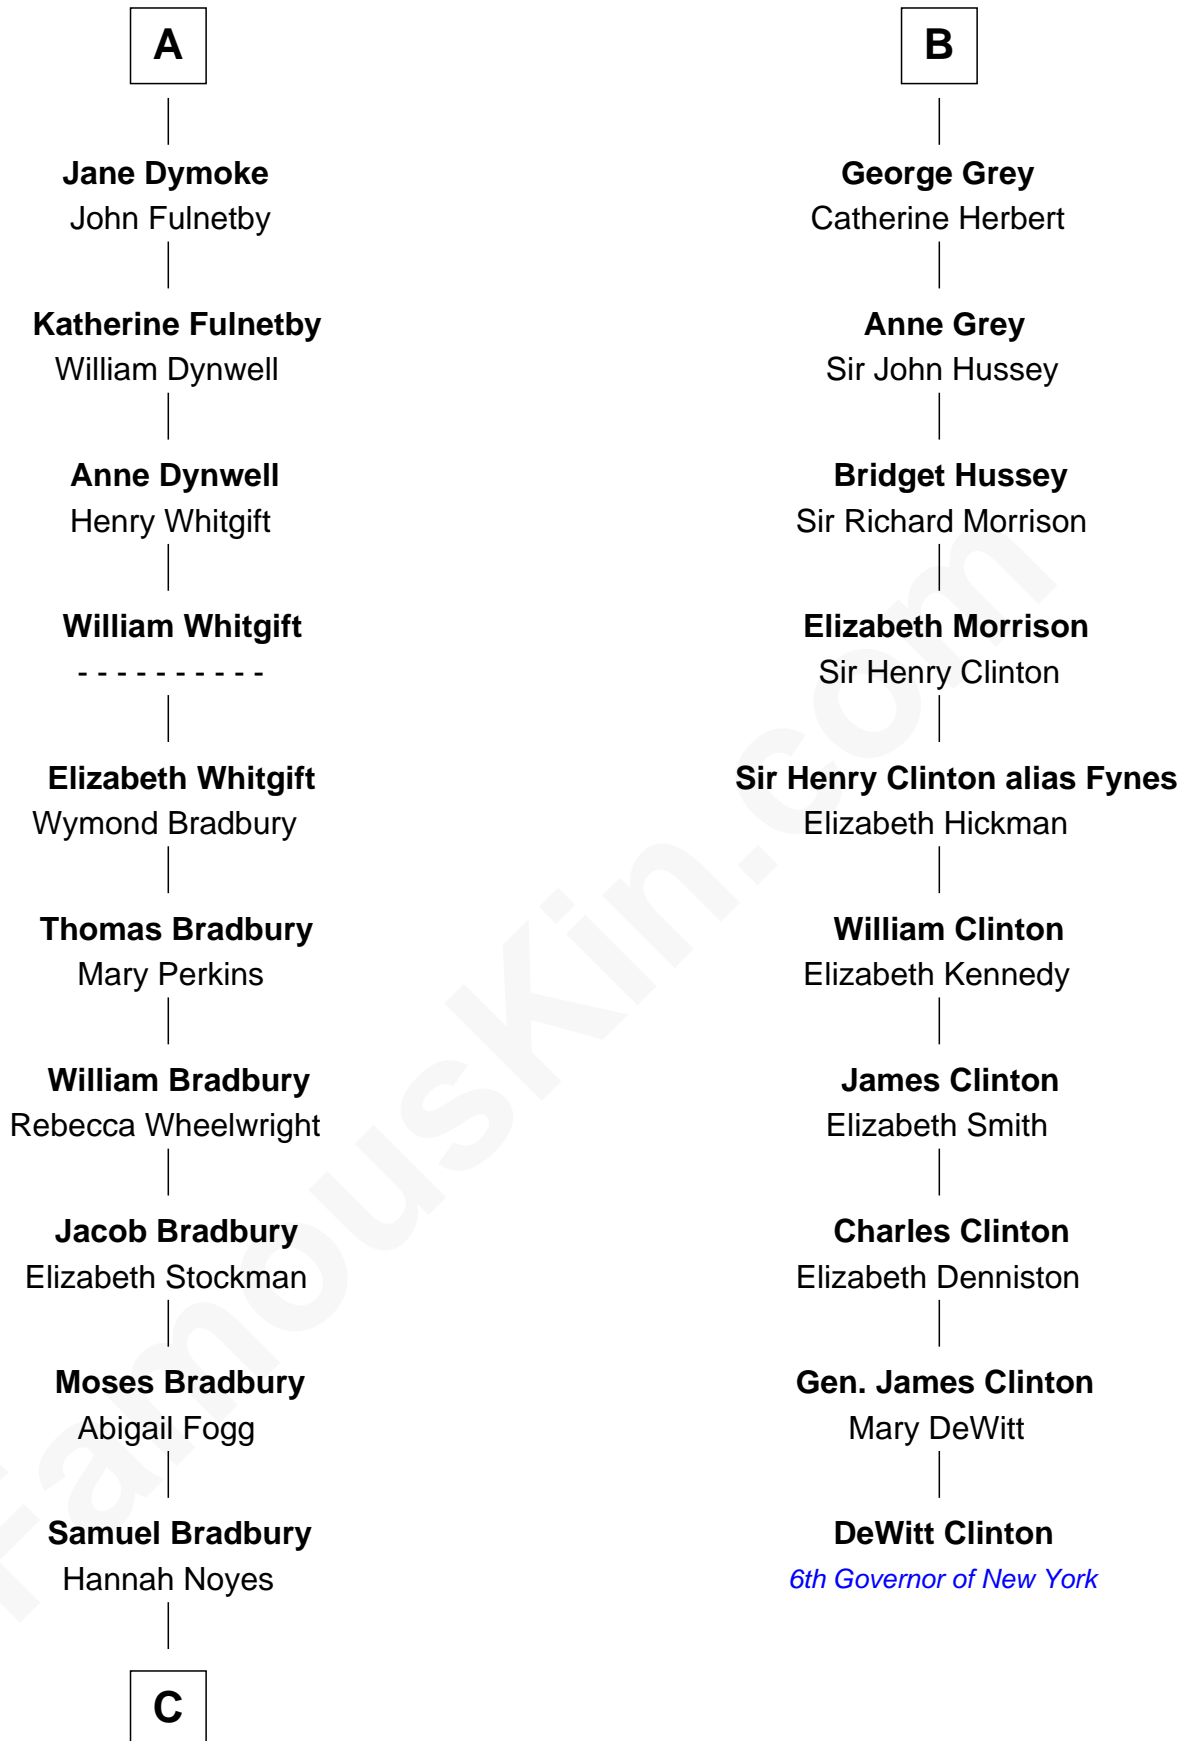 A
Jane Dymoke
John Fulnetby
Katherine Fulnetby
William Dynwell
Anne Dynwell
Henry Whitgift
William Whitgift
- - - - - - - - - -
Elizabeth Whitgift
Wymond Bradbury
Thomas Bradbury
Mary Perkins
William Bradbury
Rebecca Wheelwright
Jacob Bradbury
Elizabeth Stockman
Moses Bradbury
Abigail Fogg
Samuel Bradbury
Hannah Noyes
C
B
George Grey
Catherine Herbert
Anne Grey
Sir John Hussey
Bridget Hussey
Sir Richard Morrison
Elizabeth Morrison
Sir Henry Clinton
Sir Henry Clinton alias Fynes
Elizabeth Hickman
William Clinton
Elizabeth Kennedy
James Clinton
Elizabeth Smith
Charles Clinton
Elizabeth Denniston
Gen. James Clinton
Mary DeWitt
DeWitt Clinton
6th Governor of New York
FamousKin.com